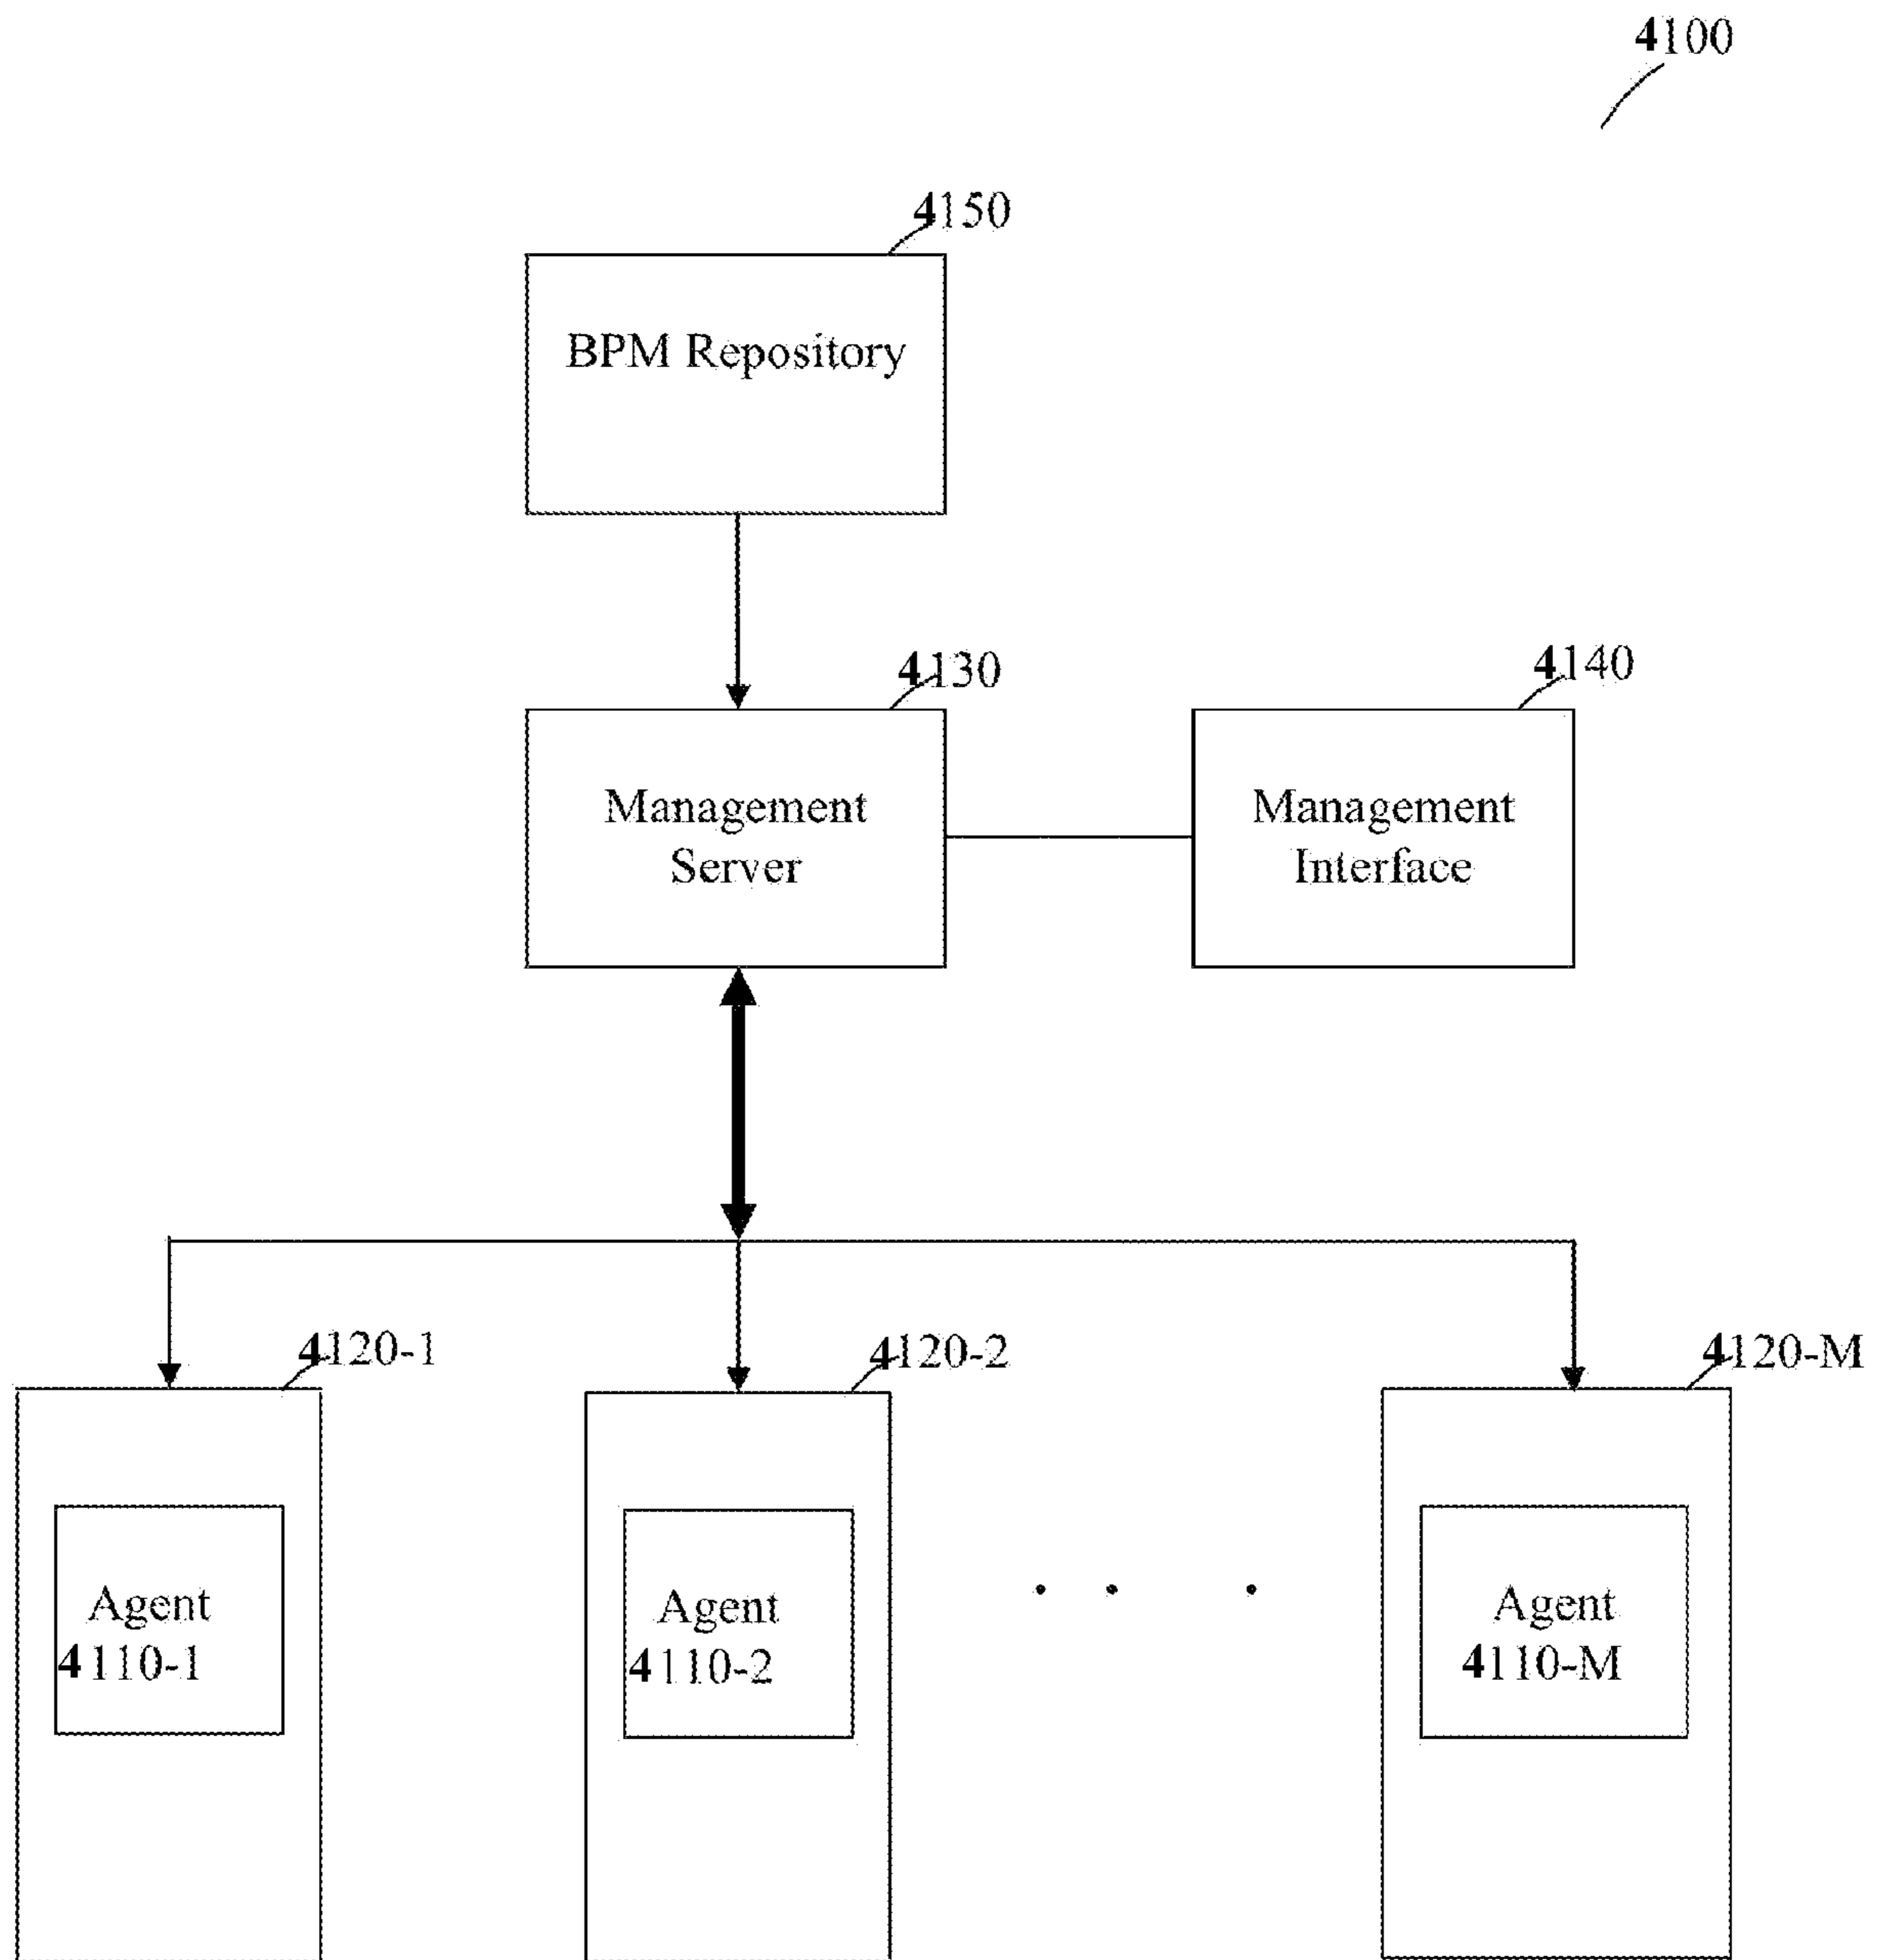 4100
4150
BPM Repository
4130
4140
Management
Server
Management
Interface
4120-1
4120-2
4120-M
Agent
4110-1
Agent
4110-2
. . .
Agent
4110-M